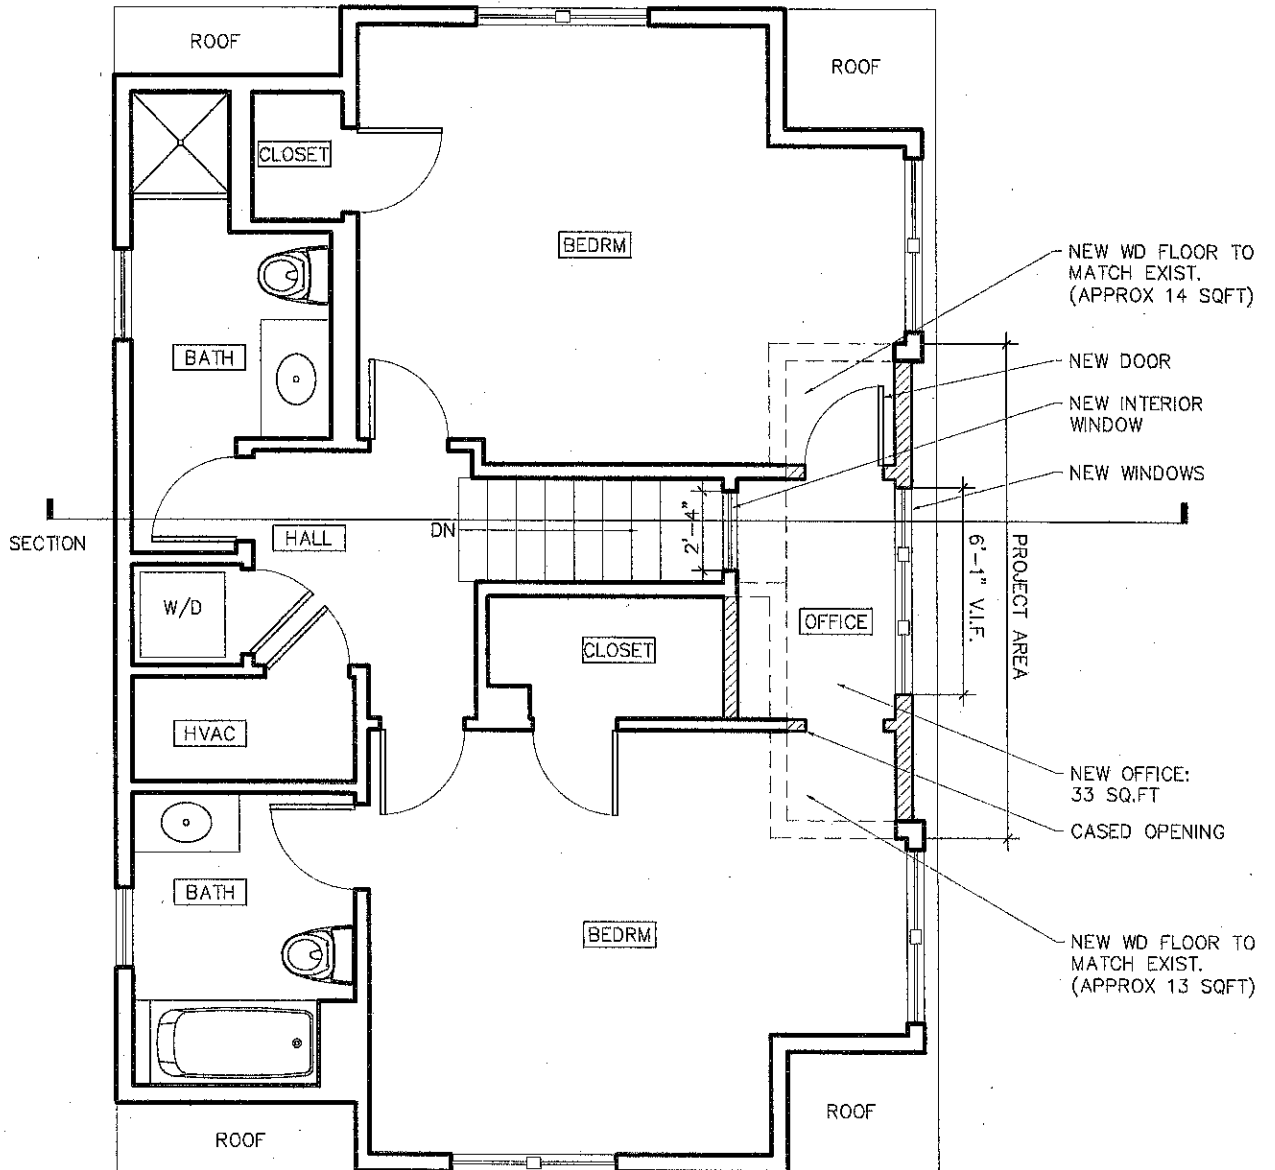 ROOF
ROOF
CLOSET
BEDRM
NEW WD FLOOR TO
MATCH EXIST.
(APPROX 14 SQFT)
BATH
NEW DOOR
NEW INTERIOR
WINDOW
NEW WINDOWS
SECTION
HALL
DN
2'-4"
6'-1" V.I.F.
PROJECT AREA
W/D
OFFICE
CLOSET
HVAC
NEW OFFICE:
33 SQ.FT
CASED OPENING
BATH
BEDRM
NEW WD FLOOR TO
MATCH EXIST.
(APPROX 13 SQFT)
ROOF
ROOF